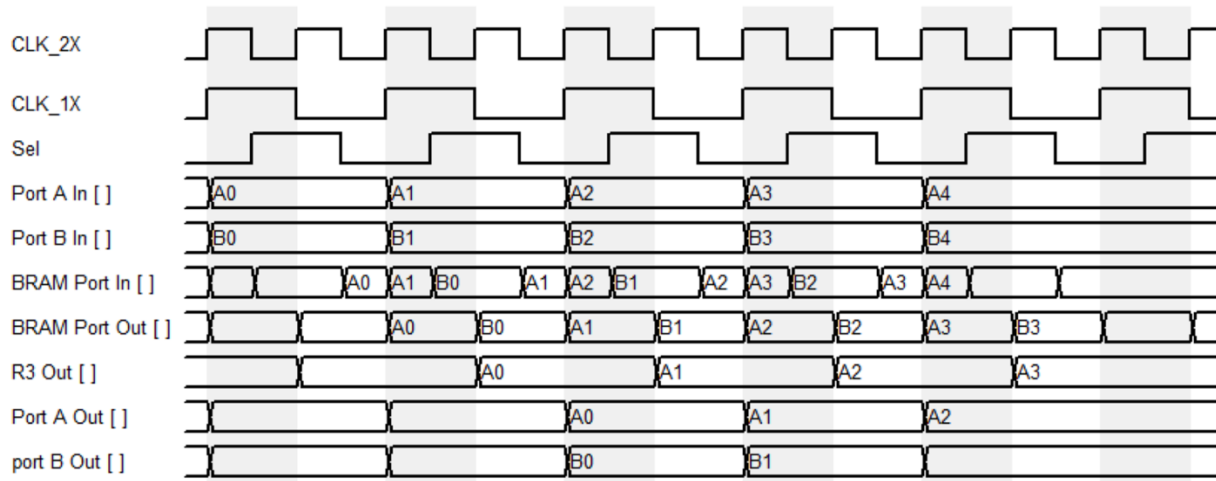 CLK_2X
CLK_1X
Sel
Port A In [ ] A0 A1 A2 A3 A4
Port B In [ ] B0 B1 B2 B3 B4
BRAM Port In [ ] A0 A1 B0 A1 A2 B1 A2 A3 B2 A3 A4
BRAM Port Out [ ] A0 B0 A1 B1 A2 B2 A3 B3
R3 Out [ ] A0 A1 A2 A3
Port A Out [ ] A0 A1 A2
port B Out [ ] B0 B1